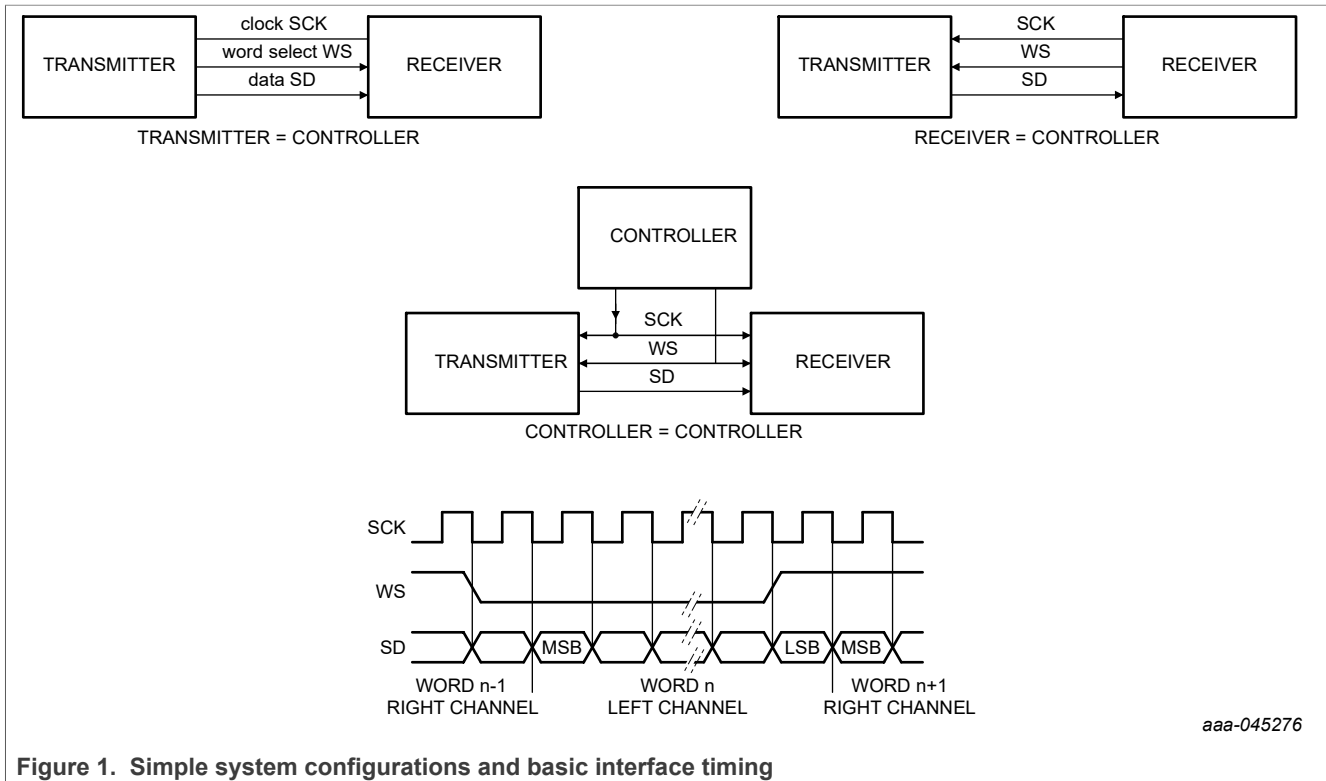 clock SCK
word select WS
data SD
TRANSMITTER
RECEIVER
TRANSMITTER = CONTROLLER
SCK
WS
SD
TRANSMITTER
RECEIVER
RECEIVER = CONTROLLER
CONTROLLER
SCK
WS
SD
TRANSMITTER
RECEIVER
CONTROLLER = CONTROLLER
SCK
WS
SD
MSB
LSB
MSB
WORD n-1
RIGHT CHANNEL
WORD n
LEFT CHANNEL
WORD n+1
RIGHT CHANNEL
aaa-045276
Figure 1. Simple system configurations and basic interface timing